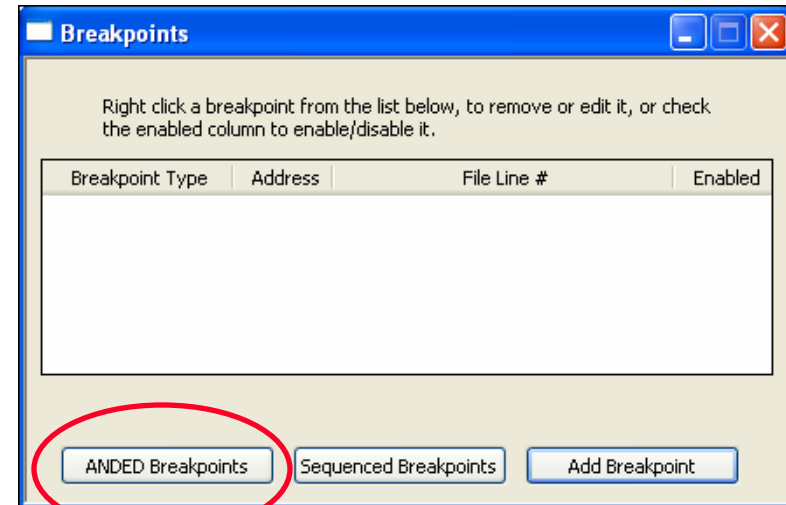 Breakpoints
Right click a breakpoint from the list below, to remove or edit it, or check
the enabled column to enable/disable it.
Breakpoint Type Address File Line # Enabled
ANDED Breakpoints Sequenced Breakpoints Add Breakpoint